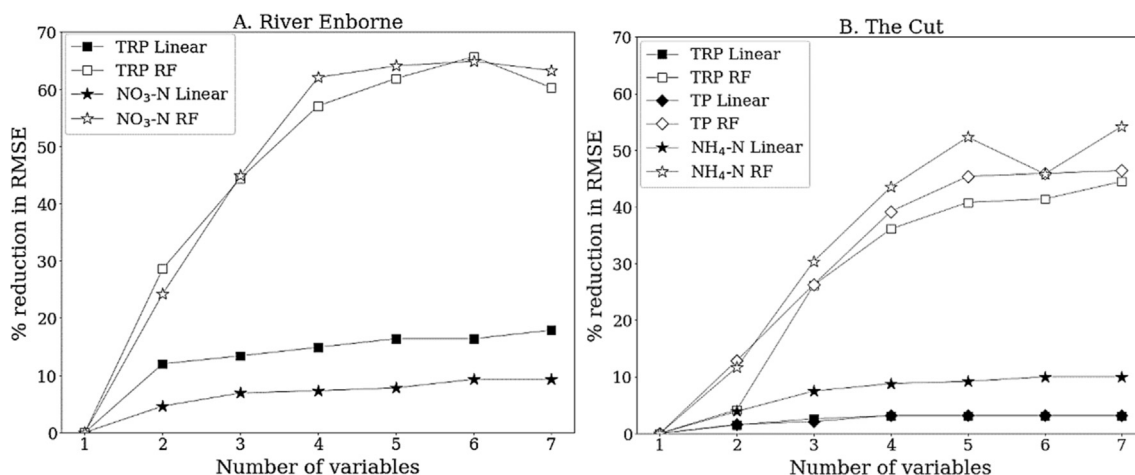 A. River Enborne
70
60
50
40
30
20
10
0
% reduction in RMSE
TRP Linear
TRP RF
NO3-N Linear
NO3-N RF
1 2 3 4 5 6 7
Number of variables
B. The Cut
70
60
50
40
30
20
10
0
% reduction in RMSE
TRP Linear
TRP RF
TP Linear
TP RF
NH4-N Linear
NH4-N RF
1 2 3 4 5 6 7
Number of variables